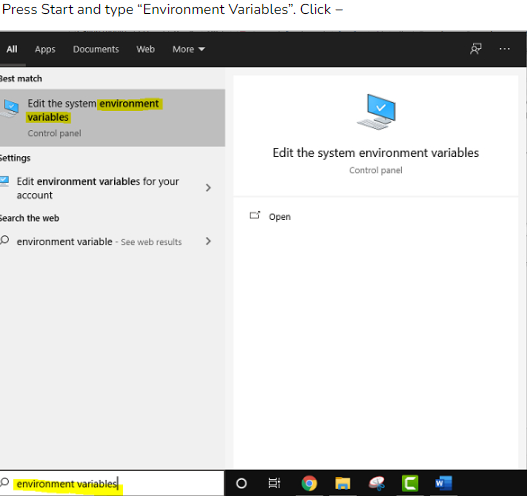 Press Start and type “Environment Variables”. Click –
All Apps Documents Web More
Best match
Edit the system environment
variables
Control panel
Settings
Edit environment variables for your
account
Search the web
environment variable - See web results
Edit the system environment variables
Control panel
Open
environment variables